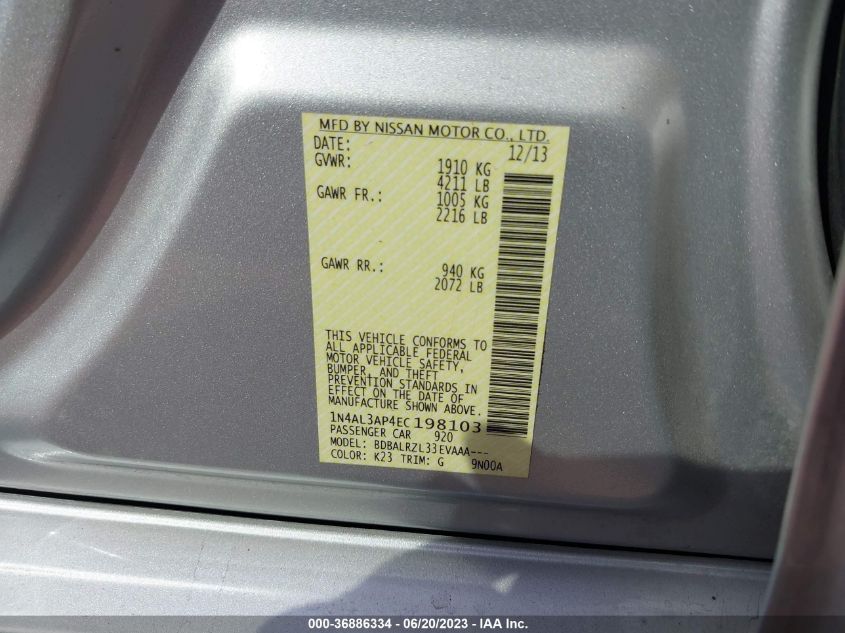 MFD BY NISSAN MOTOR CO., LTD.
DATE: 12/13
GVWR: 1910 KG
4211 LB
GAWR FR.: 1005 KG
2216 LB
GAWR RR.: 940 KG
2072 LB
THIS VEHICLE CONFORMS TO
ALL APPLICABLE FEDERAL
MOTOR VEHICLE SAFETY,
BUMPER, AND THEFT
PREVENTION STANDARDS IN
EFFECT ON THE DATE OF
MANUFACTURE SHOWN ABOVE.
1N4AL3AP4EC198103
PASSENGER CAR 920
MODEL: BDBALRZL33EVAAA---
COLOR: K23 TRIM: G 9N00A
000-36886334 / 06/20/2023 - IAA Inc.